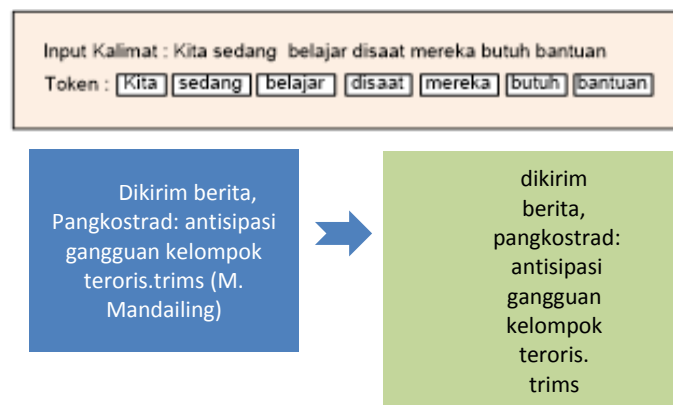 Input Kalimat : Kita sedang belajar disaat mereka butuh bantuan
Token : Kita sedang belajar disaat mereka butuh bantuan
Dikirim berita,
Pangkostrad: antisipasi
gangguan kelompok
teroris.trims (M.
Mandailing)
dikirim
berita,
pangkostrad:
antisipasi
gangguan
kelompok
teroris.
trims